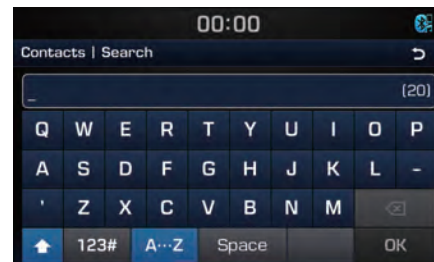 00:00
Contacts | Search
_ (20)
Q W E R T Y U I O P
A S D F G H J K L -
' Z X C V B N M
123# A···Z Space OK